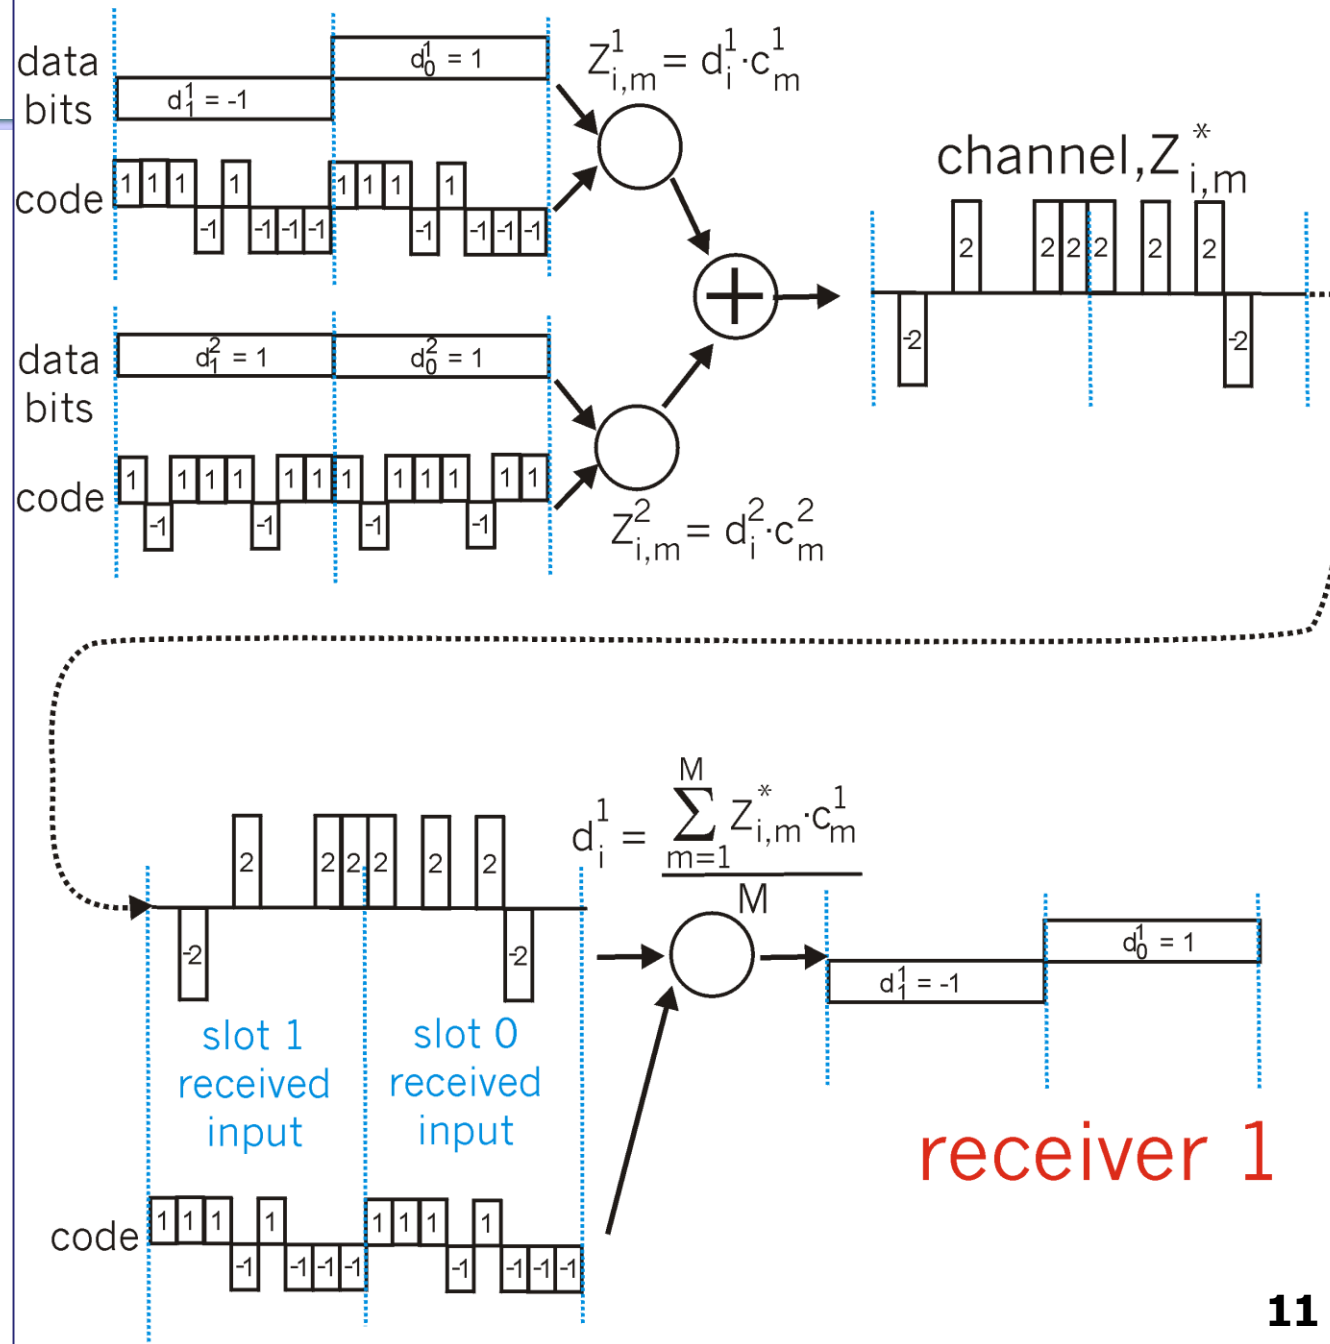 data bits
d₁¹ = -1
d₀¹ = 1
code
1 1 1 -1 1 -1 -1 -1 1 1 1 -1 1 -1 -1 -1
Z¹ᵢ,ₘ = d¹ᵢ·c¹ₘ
data bits
d₁² = 1
d₀² = 1
code
1 -1 1 1 1 -1 1 1 1 -1 1 1 1 -1 1 1
Z²ᵢ,ₘ = d²ᵢ·c²ₘ
+
channel, Z*ᵢ,ₘ
-2 2 2 2 2 2 2 -2
-2 2 2 2 2 2 2 -2
slot 1
received
input
slot 0
received
input
code
1 1 1 -1 1 -1 -1 -1 1 1 1 -1 1 -1 -1 -1
M
d¹ᵢ = ∑ Z*ᵢ,ₘ·c¹ₘ
m=1
M
d₁¹ = -1
d₀¹ = 1
receiver 1
11